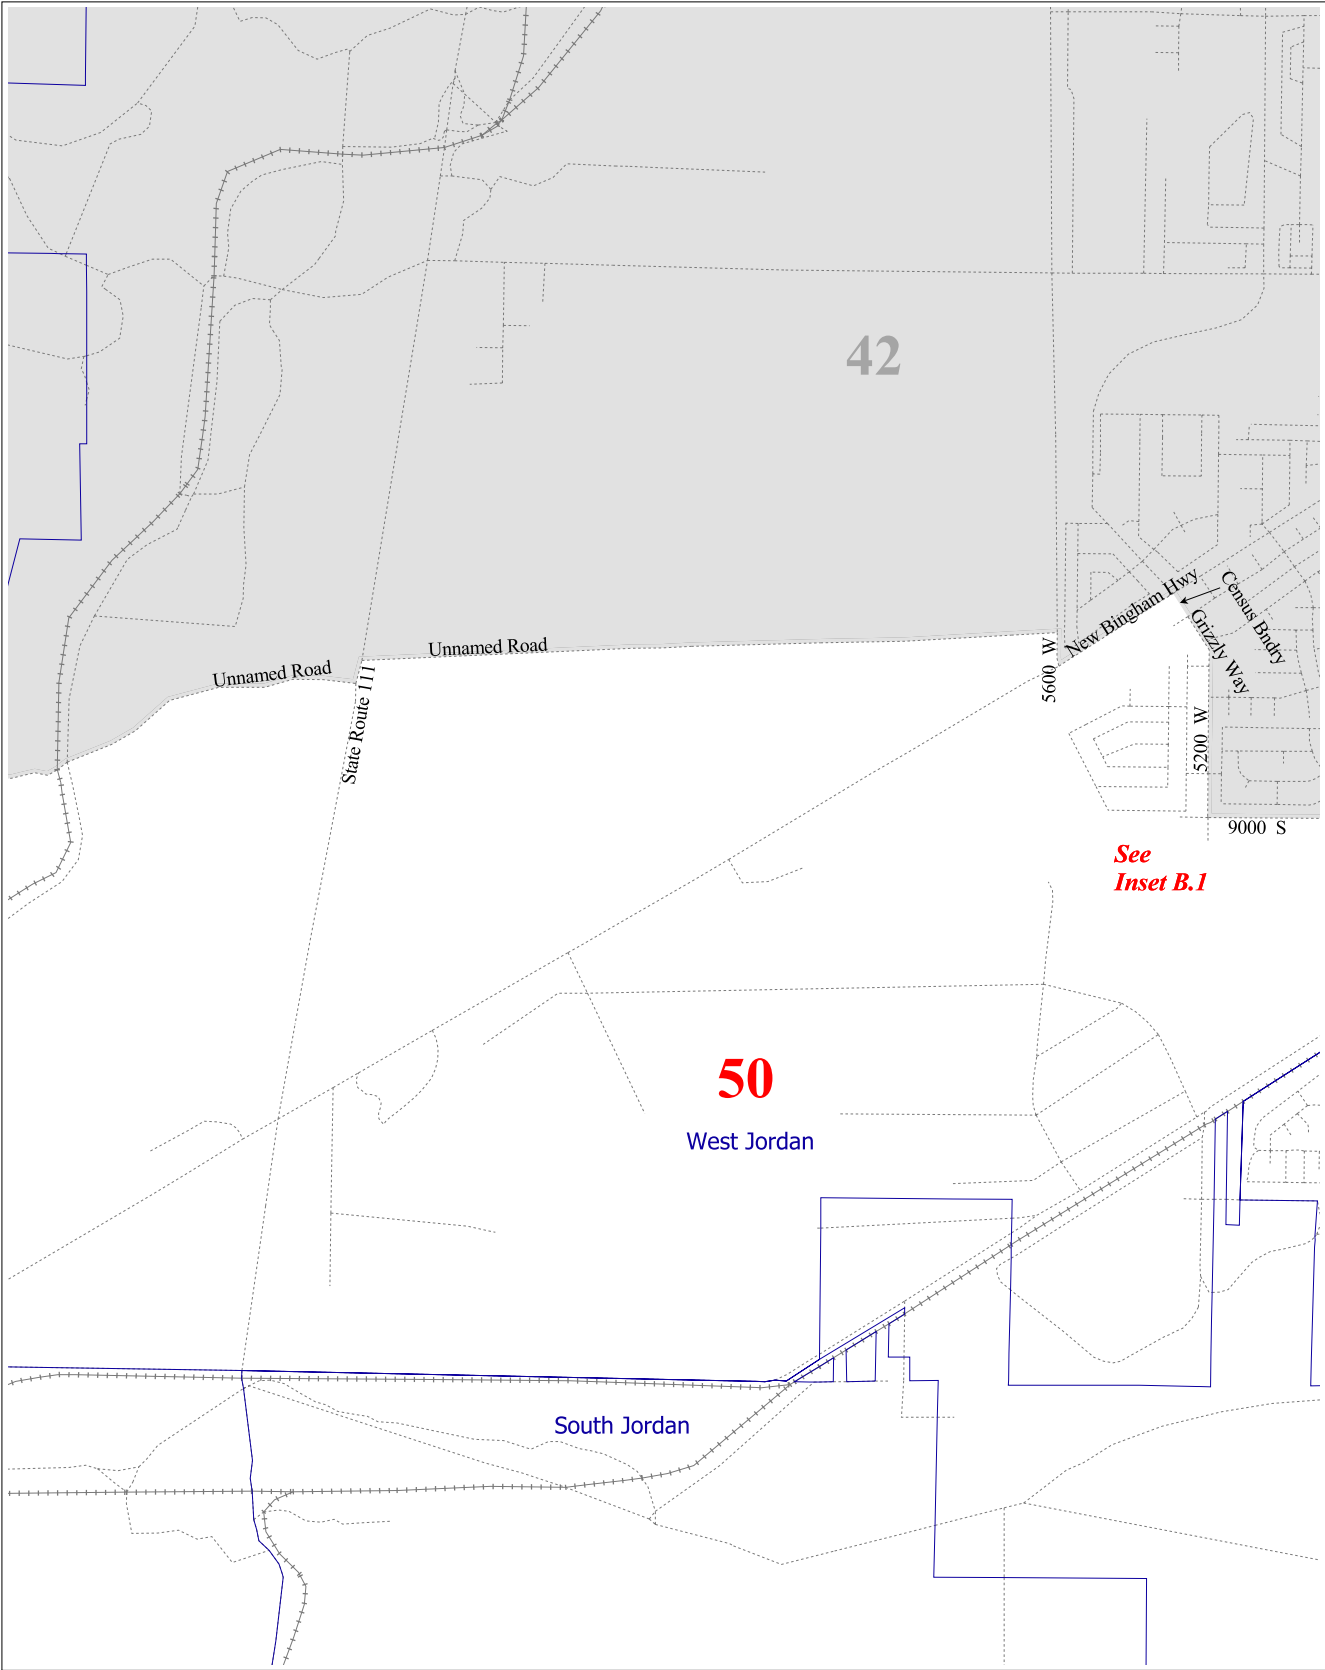 42
New Bingham Hwy
Census Bndry
Grizzly Way
Unnamed Road
Unnamed Road
5600 W
State Route 111
5200 W
9000 S
See
Inset B.1
50
West Jordan
South Jordan